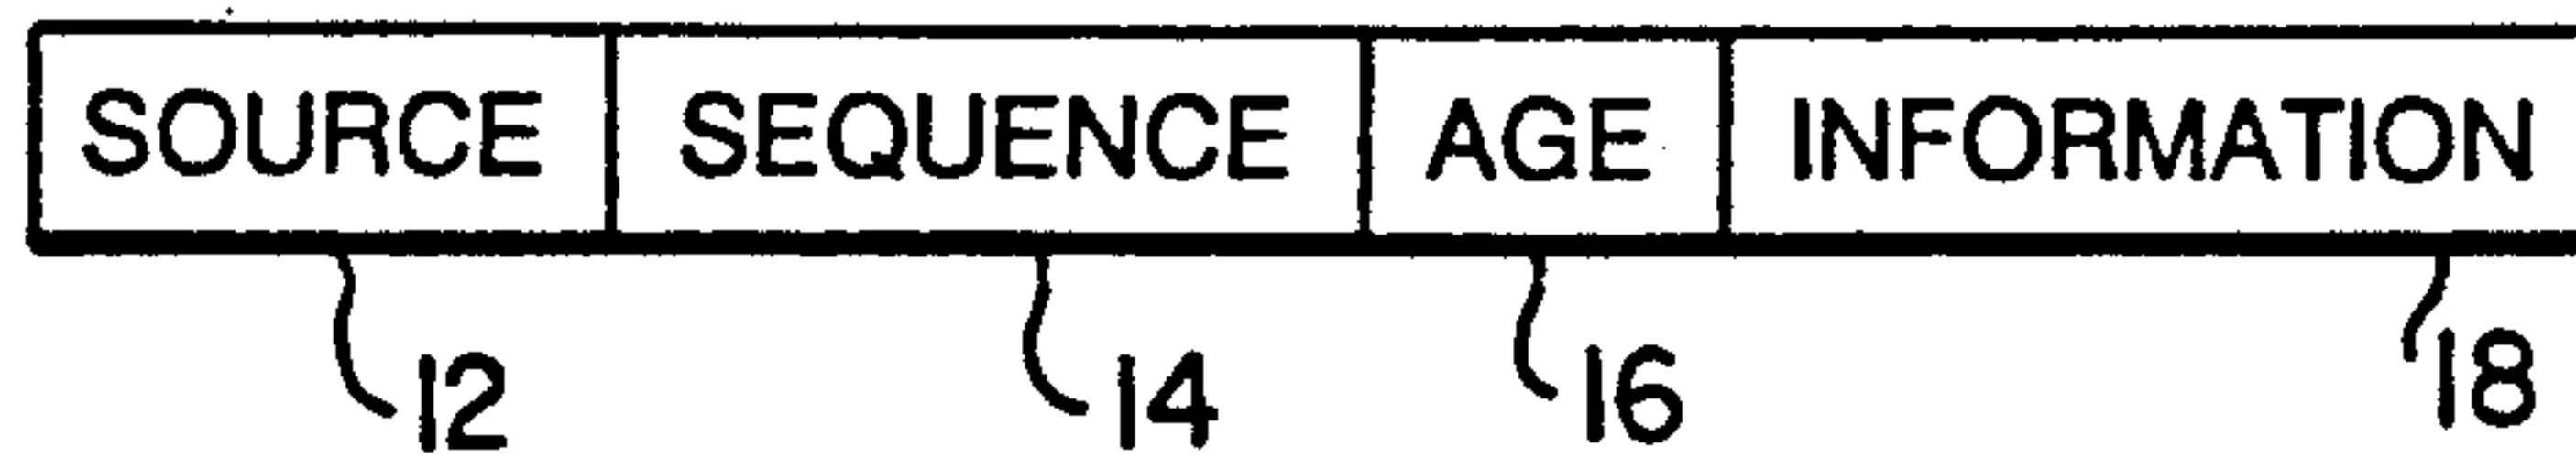 SOURCE SEQUENCE AGE INFORMATION
12 14 16 18